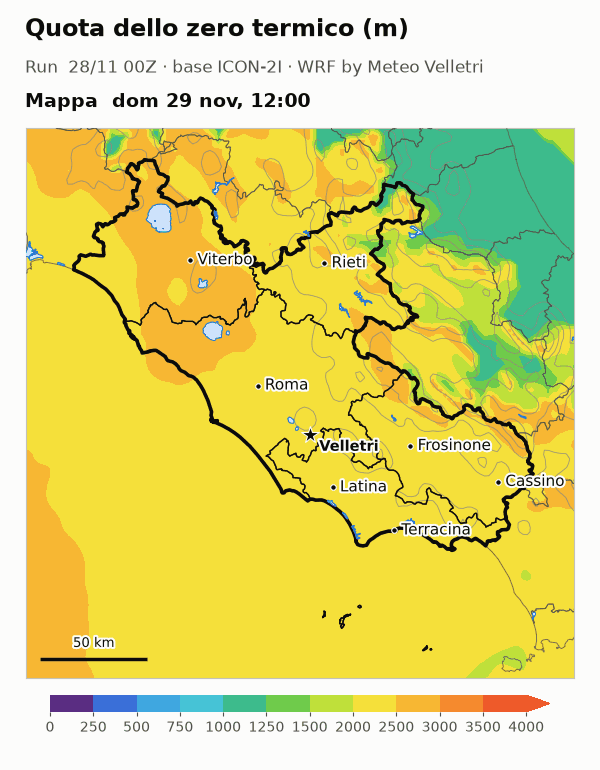 Quota dello zero termico (m)
Run  28/11 00Z · base ICON-2I · WRF by Meteo Velletri
Mappa  dom 29 nov, 12:00
Viterbo
Rieti
Roma
Velletri
Frosinone
Cassino
Latina
Terracina
50 km
0 250 500 750 1000 1250 1500 2000 2500 3000 3500 4000